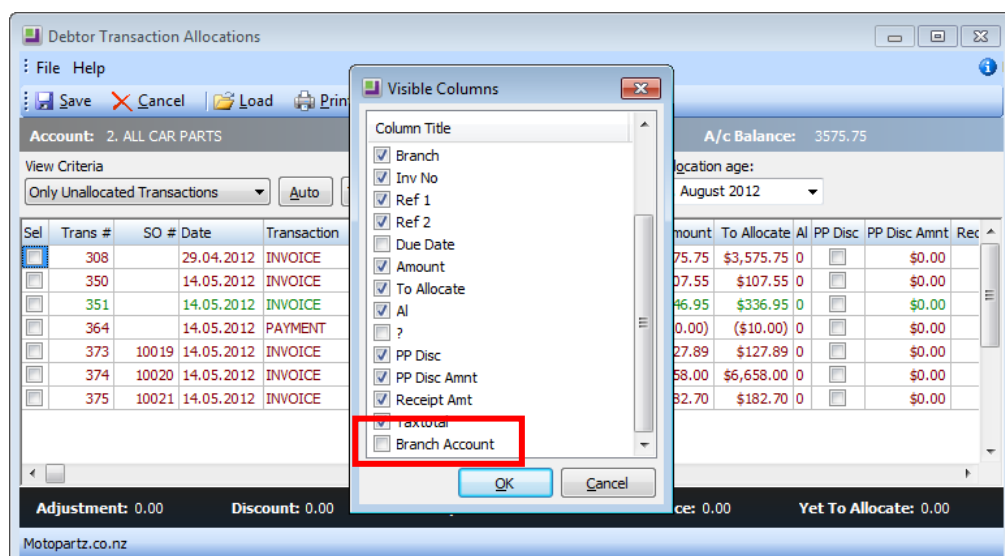 Debtor Transaction Allocations
File Help
Save Cancel Load Print
Account: 2. ALL CAR PARTS A/c Balance: 3575.75
View Criteria location age:
Only Unallocated Transactions Auto August 2012
Sel Trans # SO # Date Transaction mount To Allocate Al PP Disc PP Disc Amnt Rec
308 29.04.2012 INVOICE 75.75 $3,575.75 0 $0.00
350 14.05.2012 INVOICE 07.55 $107.55 0 $0.00
351 14.05.2012 INVOICE 46.95 $336.95 0 $0.00
364 14.05.2012 PAYMENT 0.00) ($10.00) 0 $0.00
373 10019 14.05.2012 INVOICE 27.89 $127.89 0 $0.00
374 10020 14.05.2012 INVOICE 58.00 $6,658.00 0 $0.00
375 10021 14.05.2012 INVOICE 82.70 $182.70 0 $0.00
Adjustment: 0.00 Discount: 0.00 ce: 0.00 Yet To Allocate: 0.00
Motopartz.co.nz
Visible Columns
Column Title
Branch
Inv No
Ref 1
Ref 2
Due Date
Amount
To Allocate
Al
?
PP Disc
PP Disc Amnt
Receipt Amt
Taxtotal
Branch Account
OK Cancel